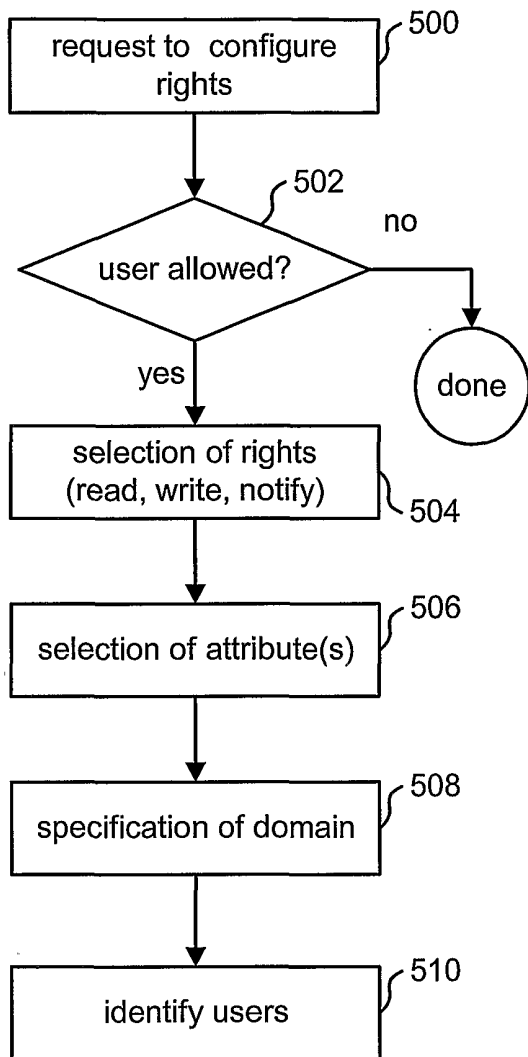 500
request to configure
rights
502
no
user allowed?
yes
done
selection of rights
(read, write, notify)
504
506
selection of attribute(s)
508
specification of domain
510
identify users